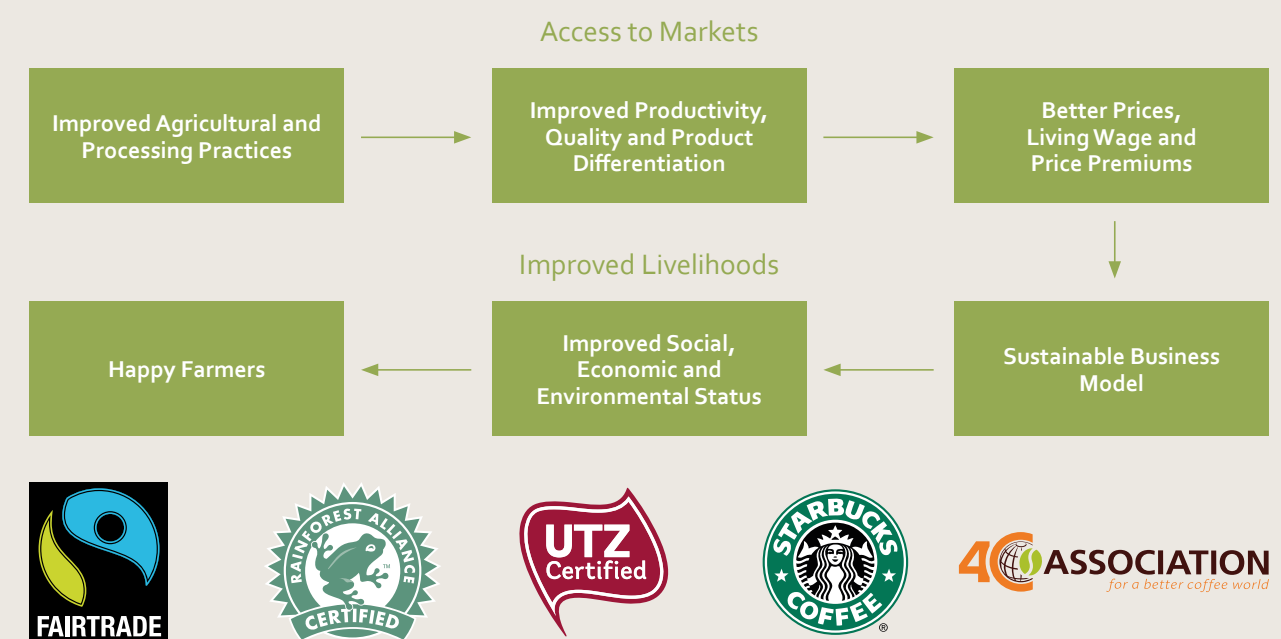 Access to Markets
Improved Agricultural and
Processing Practices
Improved Productivity,
Quality and Product
Differentiation
Better Prices,
Living Wage and
Price Premiums
Improved Livelihoods
Happy Farmers
Improved Social,
Economic and
Environmental Status
Sustainable Business
Model
FAIRTRADE
RAINFOREST ALLIANCE
TM
CERTIFIED
UTZ
Certified
STARBUCKS
COFFEE
®
4C ASSOCIATION
for a better coffee world